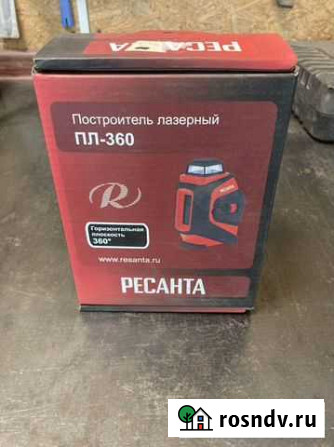 РЕСАНТА
Построитель лазерный
ПЛ-360
R
Горизонтальная
плоскость
360°
www.resanta.ru
РЕСАНТА
rosndv.ru